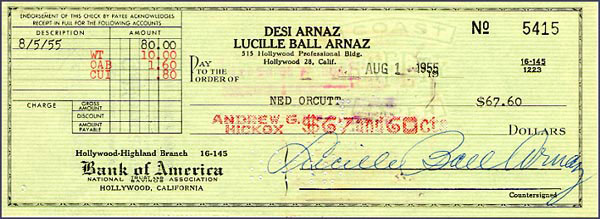 ENDORSEMENT OF THIS CHECK BY PAYEE ACKNOWLEDGES
RECEIPT IN FULL FOR THE FOLLOWING ACCOUNTS
DESCRIPTION AMOUNT
8/5/55 80.00
WT 10.00
OAB 1.60
CUI .80
CHARGE GROSS AMOUNT
DISCOUNT
AMOUNT PAYABLE
DESI ARNAZ
LUCILLE BALL ARNAZ
515 Hollywood Professional Bldg.
Hollywood 28, Calif.
No 5415
AUG 1 1955
16-145
1223
PAY TO THE ORDER OF
NED ORCUTT $67.60
ANDREW G. HICKOX $67and60cts
DOLLARS
Hollywood-Highland Branch 16-145
Bank of America
NATIONAL TRUST AND SAVINGS ASSOCIATION
HOLLYWOOD, CALIFORNIA
Lucille Ball Arnaz
Countersigned